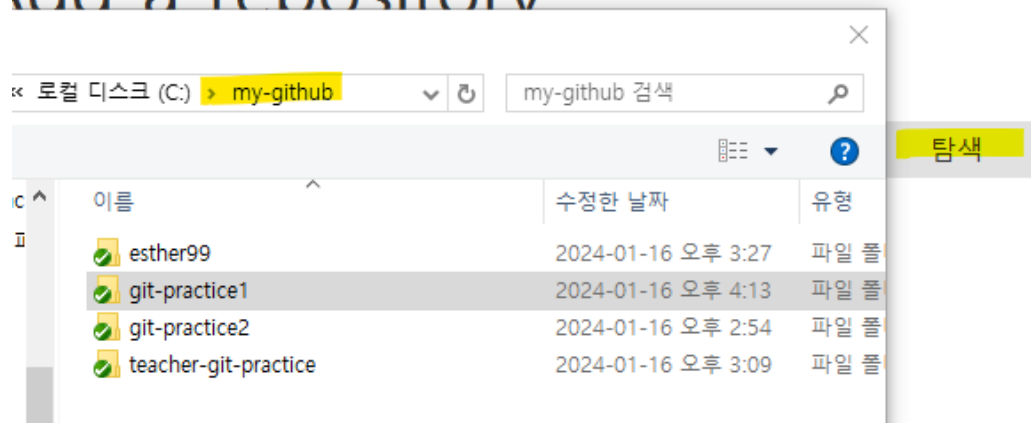 Add a repository
« 로컬 디스크 (C:) › my-github
my-github 검색
탐색
이름 수정한 날짜 유형
esther99 2024-01-16 오후 3:27 파일 폴
git-practice1 2024-01-16 오후 4:13 파일 폴
git-practice2 2024-01-16 오후 2:54 파일 폴
teacher-git-practice 2024-01-16 오후 3:09 파일 폴